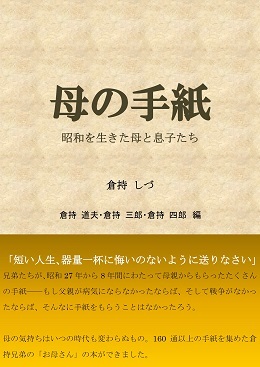 母の手紙
昭和を生きた母と息子たち
倉持 しづ
倉持 道夫・倉持 三郎・倉持 四郎 編
「短い人生、器量一杯に悔いのないように送りなさい」
兄弟たちが、昭和27年から8年間にわたって母親からもらったたくさん
の手紙――もし父親が病気にならなかったならば、そして戦争がなかっ
たならば、そんなに手紙をもらうことはなかったろう。
母の気持ちはいつの時代も変わらぬもの。160 通以上の手紙を集めた倉
持兄弟の「お母さん」の本ができました。